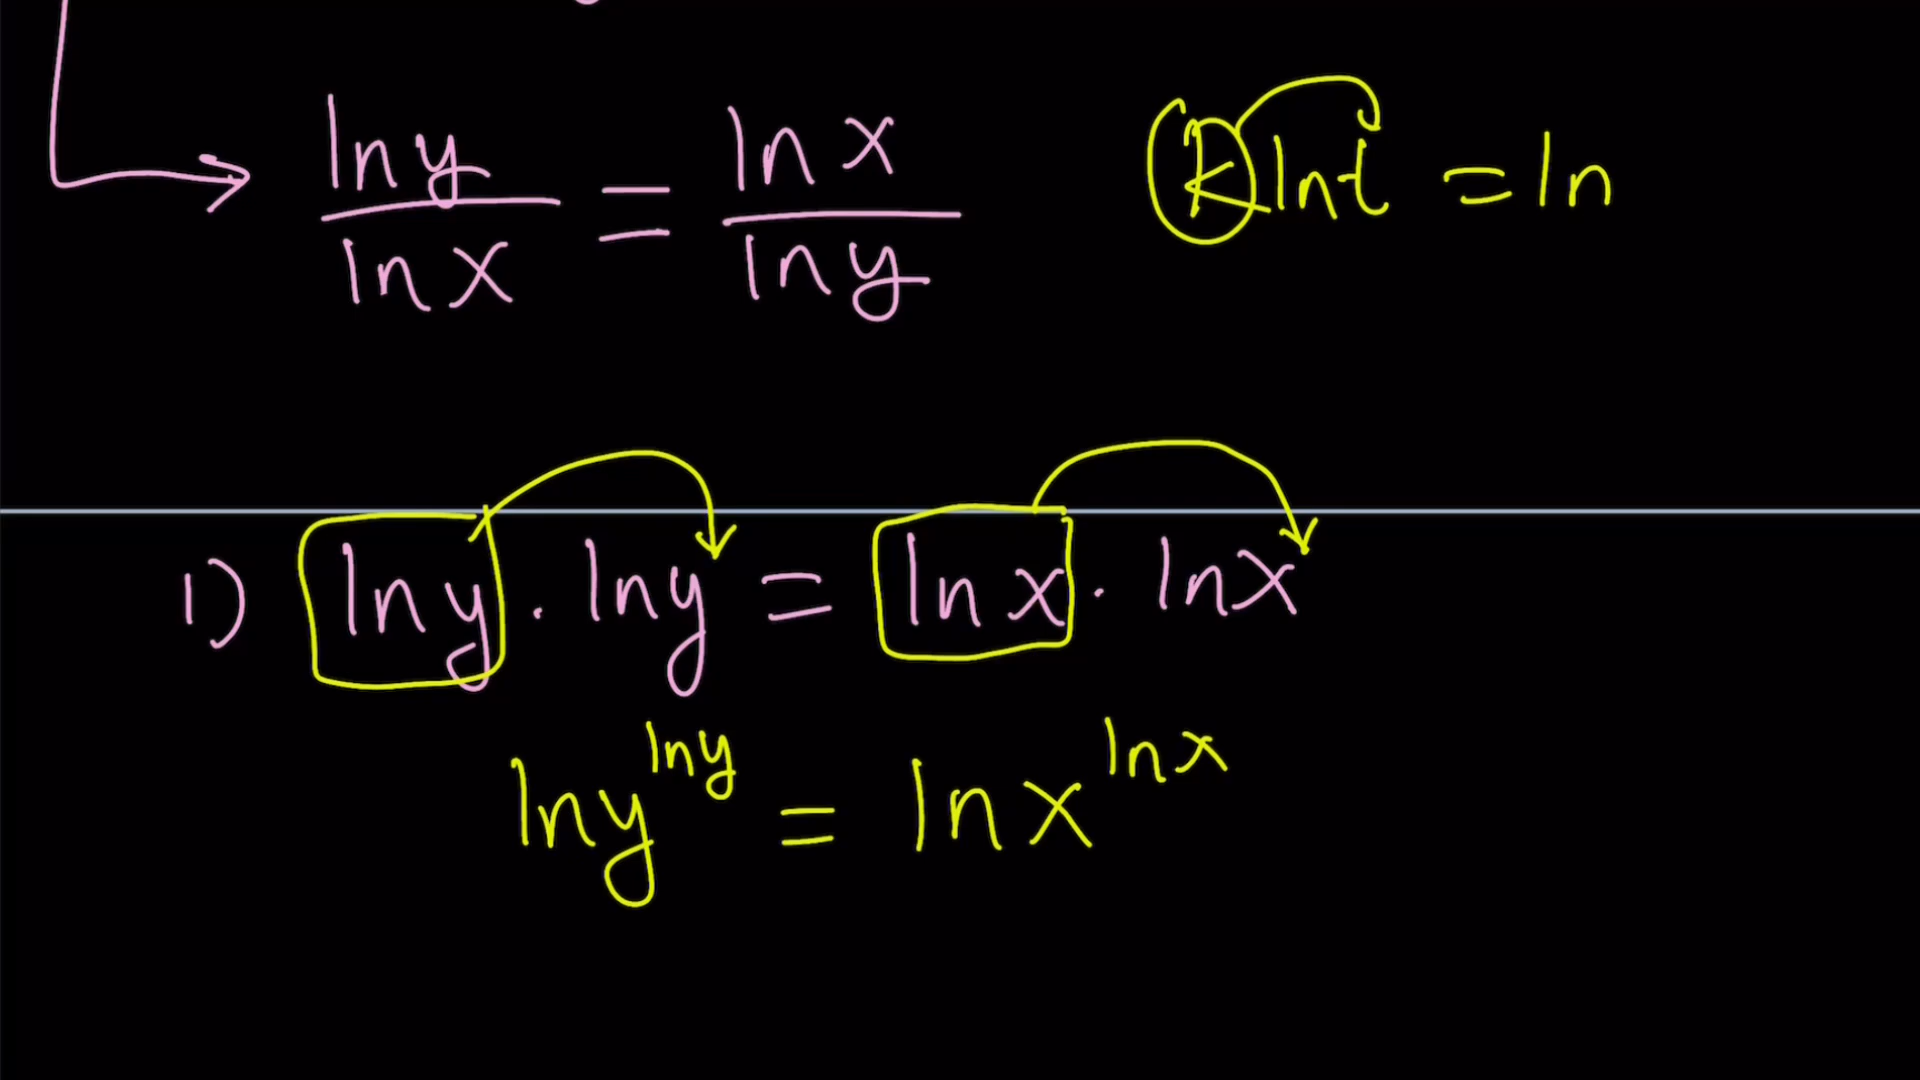 ln y / ln x = ln x / ln y
k ln t = ln
1) ln y · ln y = ln x · ln x
ln y^(ln y) = ln x^(ln x)